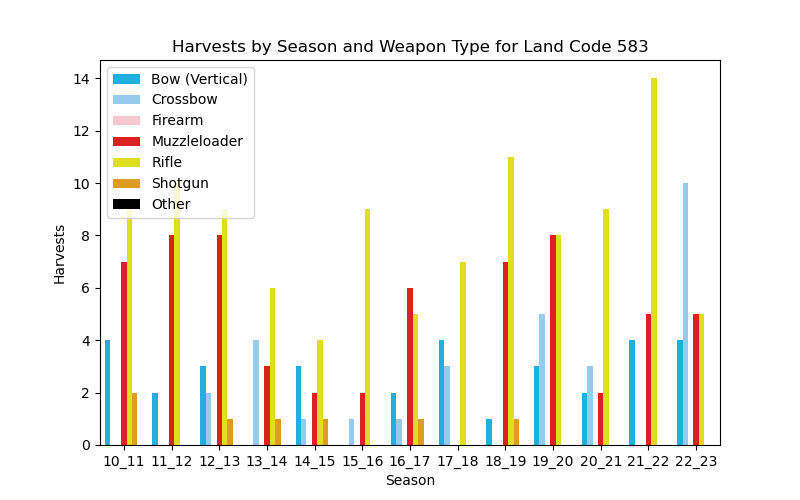 Harvests by Season and Weapon Type for Land Code 583
14
12
10
8
6
4
2
0
Harvests
Bow (Vertical)
Crossbow
Firearm
Muzzleloader
Rifle
Shotgun
Other
10_11 11_12 12_13 13_14 14_15 15_16 16_17 17_18 18_19 19_20 20_21 21_22 22_23
Season